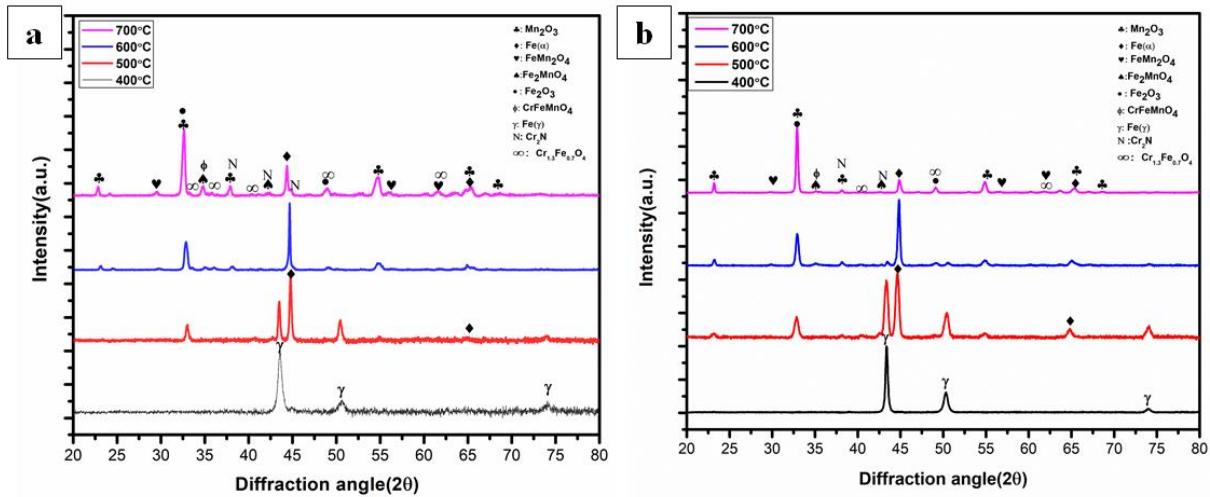 a
700°C
600°C
500°C
400°C
♣: Mn₂O₃
♦: Fe(α)
♥: FeMn₂O₄
♠: Fe₂MnO₄
•: Fe₂O₃
ϕ: CrFeMnO₄
γ: Fe(γ)
N: Cr₂N
∞: Cr₁.₃Fe₀.₇O₄
• ♣
♣ ♥ ∞ ϕ ♠ ∞ N ♣ ∞ N ♠ ♦ N ∞ • ♣ ♥ ∞ ♥ ♣ ♦ ♣
♦
♦
γ
γ
γ
Intensity(a.u.)
20 25 30 35 40 45 50 55 60 65 70 75 80
Diffraction angle(2θ)
b
700°C
600°C
500°C
400°C
♣: Mn₂O₃
♦: Fe(α)
♥: FeMn₂O₄
♠: Fe₂MnO₄
•: Fe₂O₃
ϕ: CrFeMnO₄
γ: Fe(γ)
N: Cr₂N
∞: Cr₁.₃Fe₀.₇O₄
♣ •
♣ ♥ ϕ ♠ N ♣ ∞ N ♠ ♦ ∞ • ♣ ♥ ♥ ∞ ♣ ♦ ♣
♦
♦
γ
γ
γ
Intensity(a.u.)
20 25 30 35 40 45 50 55 60 65 70 75 80
Diffraction angle(2θ)